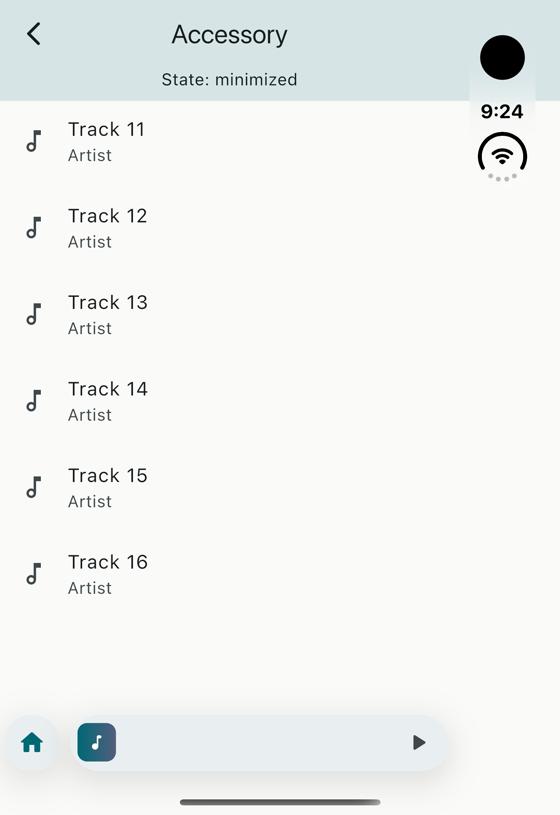 Accessory
State: minimized
9:24
Track 11
Artist
Track 12
Artist
Track 13
Artist
Track 14
Artist
Track 15
Artist
Track 16
Artist